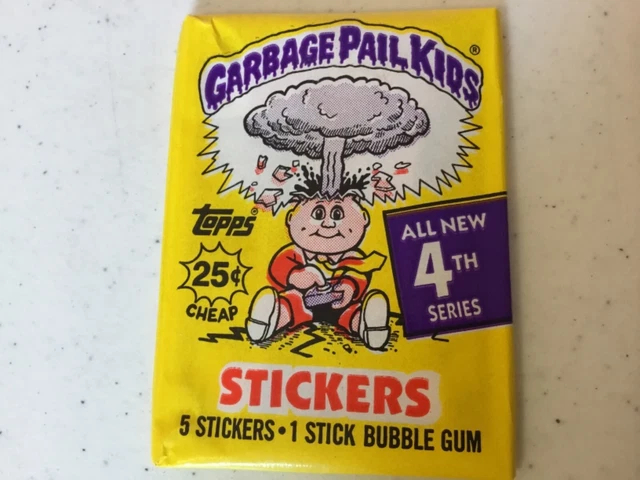 GARBAGE PAIL KIDS®
topps®
25¢
CHEAP
ALL NEW
4TH
SERIES
STICKERS
5 STICKERS • 1 STICK BUBBLE GUM